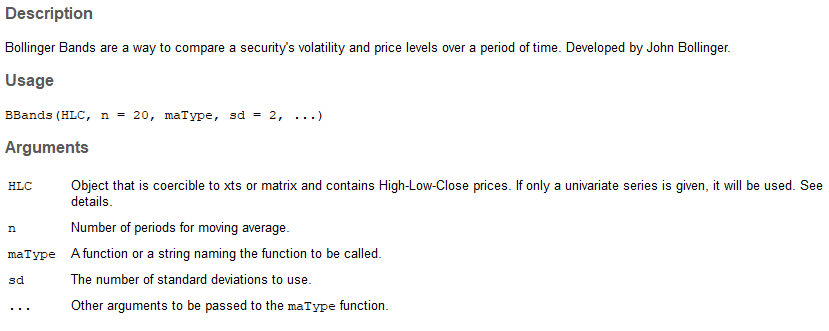 Description
Bollinger Bands are a way to compare a security's volatility and price levels over a period of time. Developed by John Bollinger.
Usage
BBands(HLC, n = 20, maType, sd = 2, ...)
Arguments
HLC Object that is coercible to xts or matrix and contains High-Low-Close prices. If only a univariate series is given, it will be used. See
details.
n Number of periods for moving average.
maType A function or a string naming the function to be called.
sd The number of standard deviations to use.
... Other arguments to be passed to the maType function.